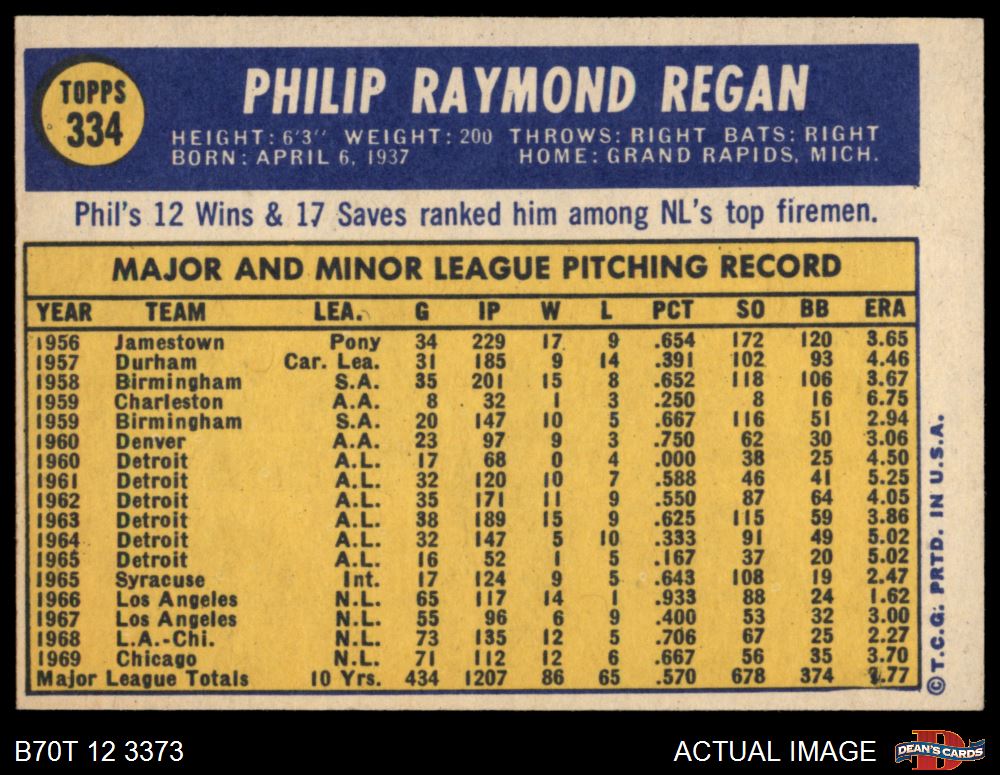 TOPPS
334
PHILIP RAYMOND REGAN
HEIGHT: 6'3" WEIGHT: 200 THROWS: RIGHT BATS: RIGHT
BORN: APRIL 6, 1937 HOME: GRAND RAPIDS, MICH.
Phil's 12 Wins & 17 Saves ranked him among NL's top firemen.
MAJOR AND MINOR LEAGUE PITCHING RECORD
YEAR TEAM LEA. G IP W L PCT SO BB ERA
1956 Jamestown Pony 34 229 17 9 .654 172 120 3.65
1957 Durham Car. Lea. 31 185 9 14 .391 102 93 4.46
1958 Birmingham S.A. 35 201 15 8 .652 118 106 3.67
1959 Charleston A.A. 8 32 1 3 .250 8 16 6.75
1959 Birmingham S.A. 20 147 10 5 .667 116 51 2.94
1960 Denver A.A. 23 97 9 3 .750 62 30 3.06
1960 Detroit A.L. 17 68 0 4 .000 38 25 4.50
1961 Detroit A.L. 32 120 10 7 .588 46 41 5.25
1962 Detroit A.L. 35 171 11 9 .550 87 64 4.05
1963 Detroit A.L. 38 189 15 9 .625 115 59 3.86
1964 Detroit A.L. 32 147 5 10 .333 91 49 5.02
1965 Detroit A.L. 16 52 1 5 .167 37 20 5.02
1965 Syracuse Int. 17 124 9 5 .643 108 19 2.47
1966 Los Angeles N.L. 65 117 14 1 .933 88 24 1.62
1967 Los Angeles N.L. 55 96 6 9 .400 53 32 3.00
1968 L.A.-Chi. N.L. 73 135 12 5 .706 67 25 2.27
1969 Chicago N.L. 71 112 12 6 .667 56 35 3.70
Major League Totals 10 Yrs. 434 1207 86 65 .570 678 374
© T.C.G. PRTD. IN U.S.A.
B70T 12 3373
ACTUAL IMAGE
DEAN'S CARDS